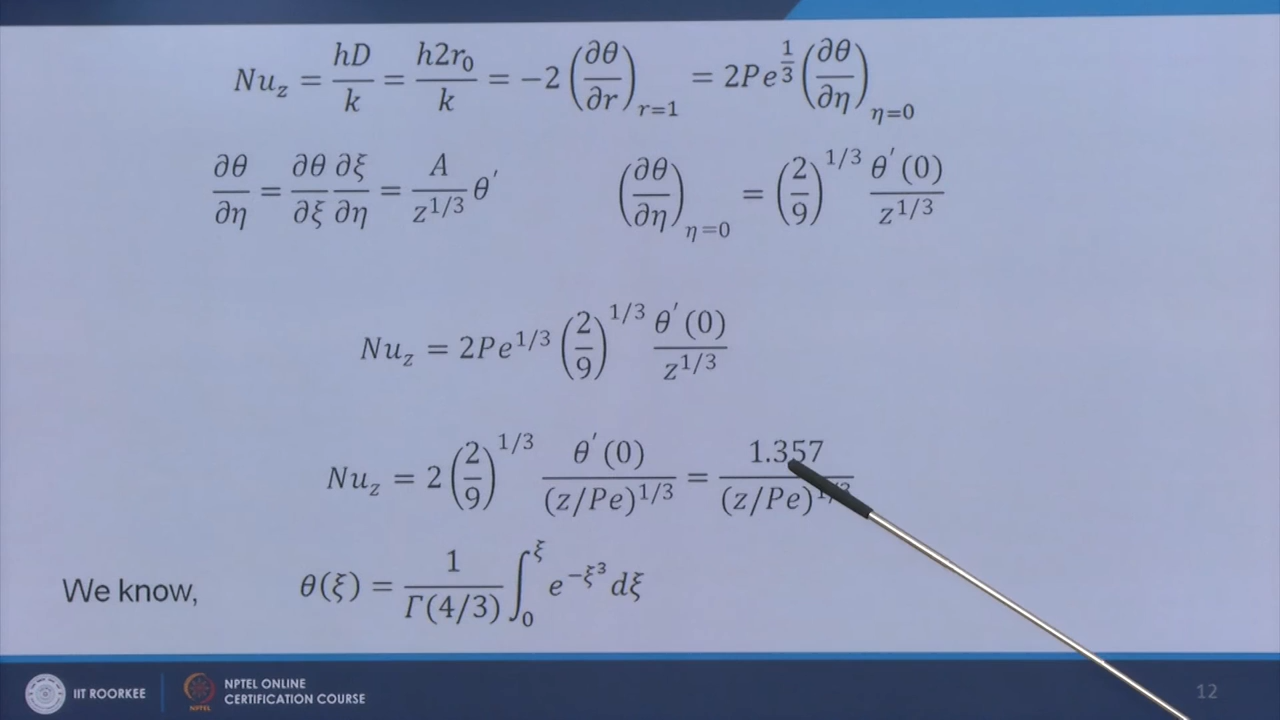 Nu_z = hD/k = h2r_0/k = -2 (∂θ/∂r)_{r=1} = 2Pe^{1/3} (∂θ/∂η)_{η=0}
∂θ/∂η = ∂θ/∂ξ ∂ξ/∂η = A/z^{1/3} θ′ (∂θ/∂η)_{η=0} = (2/9)^{1/3} θ′(0)/z^{1/3}
Nu_z = 2Pe^{1/3} (2/9)^{1/3} θ′(0)/z^{1/3}
Nu_z = 2 (2/9)^{1/3} θ′(0)/(z/Pe)^{1/3} = 1.357/(z/Pe)^{1/3}
We know, θ(ξ) = 1/Γ(4/3) ∫_0^ξ e^{-ξ^3} dξ
IIT ROORKEE
NPTEL ONLINE
CERTIFICATION COURSE
NPTEL
12